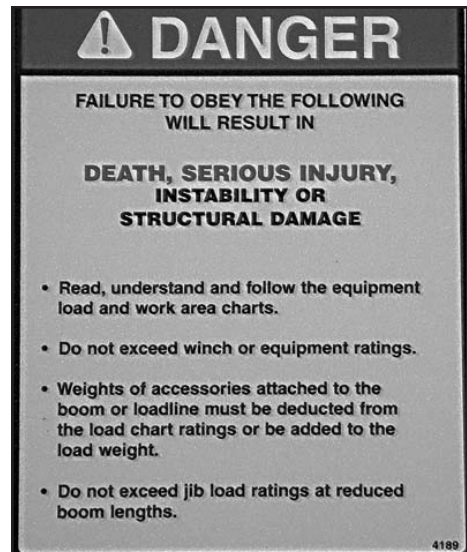 DANGER
FAILURE TO OBEY THE FOLLOWING
WILL RESULT IN
DEATH, SERIOUS INJURY,
INSTABILITY OR
STRUCTURAL DAMAGE
• Read, understand and follow the equipment
load and work area charts.
• Do not exceed winch or equipment ratings.
• Weights of accessories attached to the
boom or loadline must be deducted from
the load chart ratings or be added to the
load weight.
• Do not exceed jib load ratings at reduced
boom lengths.
4189